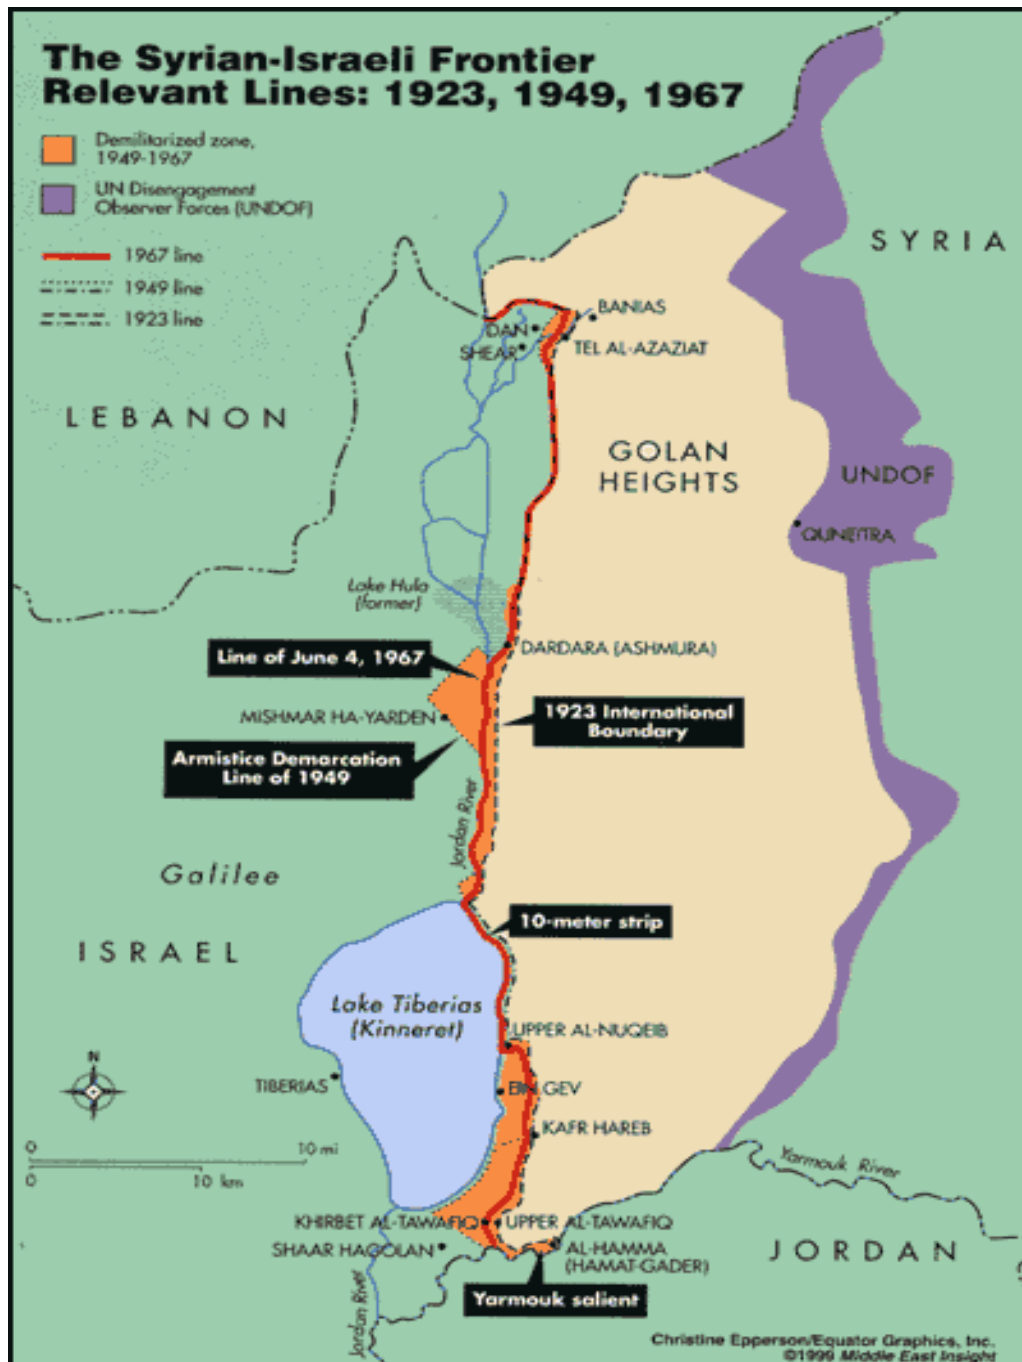 The Syrian-Israeli Frontier
Relevant Lines: 1923, 1949, 1967
Demilitarized zone,
1949-1967
UN Disengagement
Observer Forces (UNDOF)
1967 line
1949 line
1923 line
SYRIA
BANIAS
DAN
SHEAR
TEL AL-AZAZIAT
LEBANON
GOLAN
HEIGHTS
UNDOF
QUNEITRA
Lake Hula
(former)
DARDARA (ASHMURA)
Line of June 4, 1967
MISHMAR HA-YARDEN
1923 International
Boundary
Armistice Demarcation
Line of 1949
Jordan River
Galilee
10-meter strip
ISRAEL
Lake Tiberias
(Kinneret)
UPPER AL-NUQEIB
N
TIBERIAS
EIN GEV
KAFR HAREB
0
10 mi
0
10 km
Yarmouk River
KHIRBET AL-TAWAFIQ
UPPER AL-TAWAFIQ
SHAAR HAGOLAN
AL-HAMMA
(HAMAT-GADER)
JORDAN
Yarmouk salient
Jordan River
Christine Epperson/Equator Graphics, Inc.
©1999 Middle East Insight